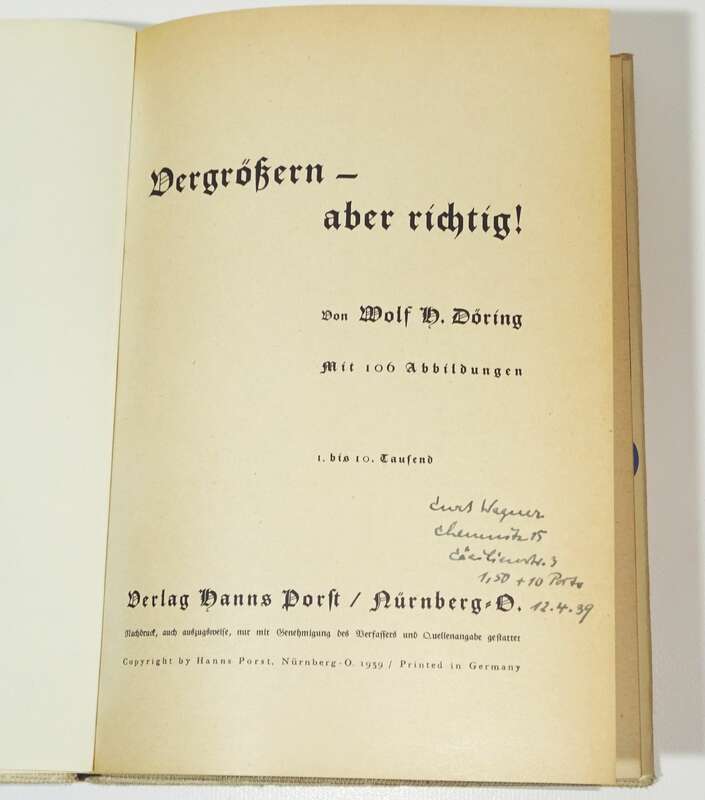 Vergrößern –
aber richtig!
Von Wolf H. Döring
Mit 106 Abbildungen
1. bis 10. Tausend
Curt Wagner
Chemnitz 15
Cäcilienstr. 3
1,50 + 10 Porto
12.4.39
Verlag Hanns Porst / Nürnberg-O.
Nachdruck, auch auszugsweise, nur mit Genehmigung des Verfassers und Quellenangabe gestattet
Copyright by Hanns Porst, Nürnberg-O. 1939 / Printed in Germany